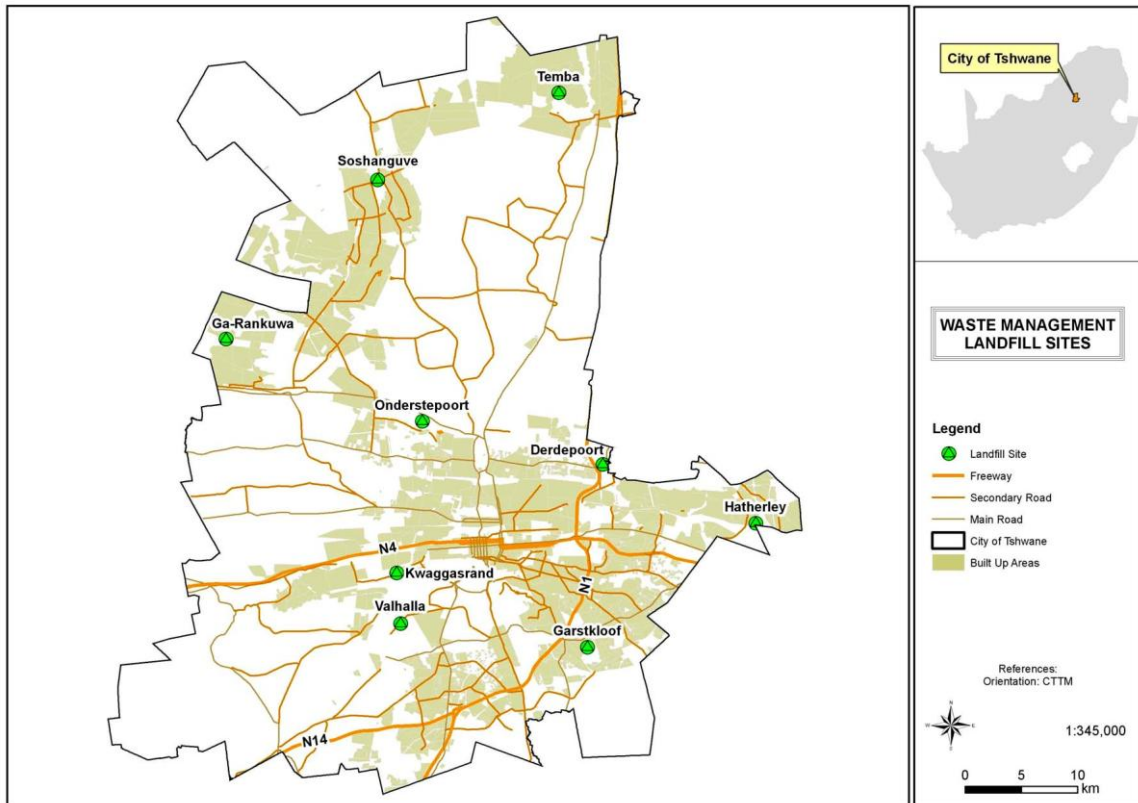 Temba
Soshanguve
Ga-Rankuwa
Onderstepoort
Derdepoort
Hatherley
N4
Kwaggasrand
N1
Valhalla
Garstkloof
N14
City of Tshwane
WASTE MANAGEMENT
LANDFILL SITES
Legend
Landfill Site
Freeway
Secondary Road
Main Road
City of Tshwane
Built Up Areas
References:
Orientation: CTTM
N
W
E
S
1:345,000
0 5 10
km